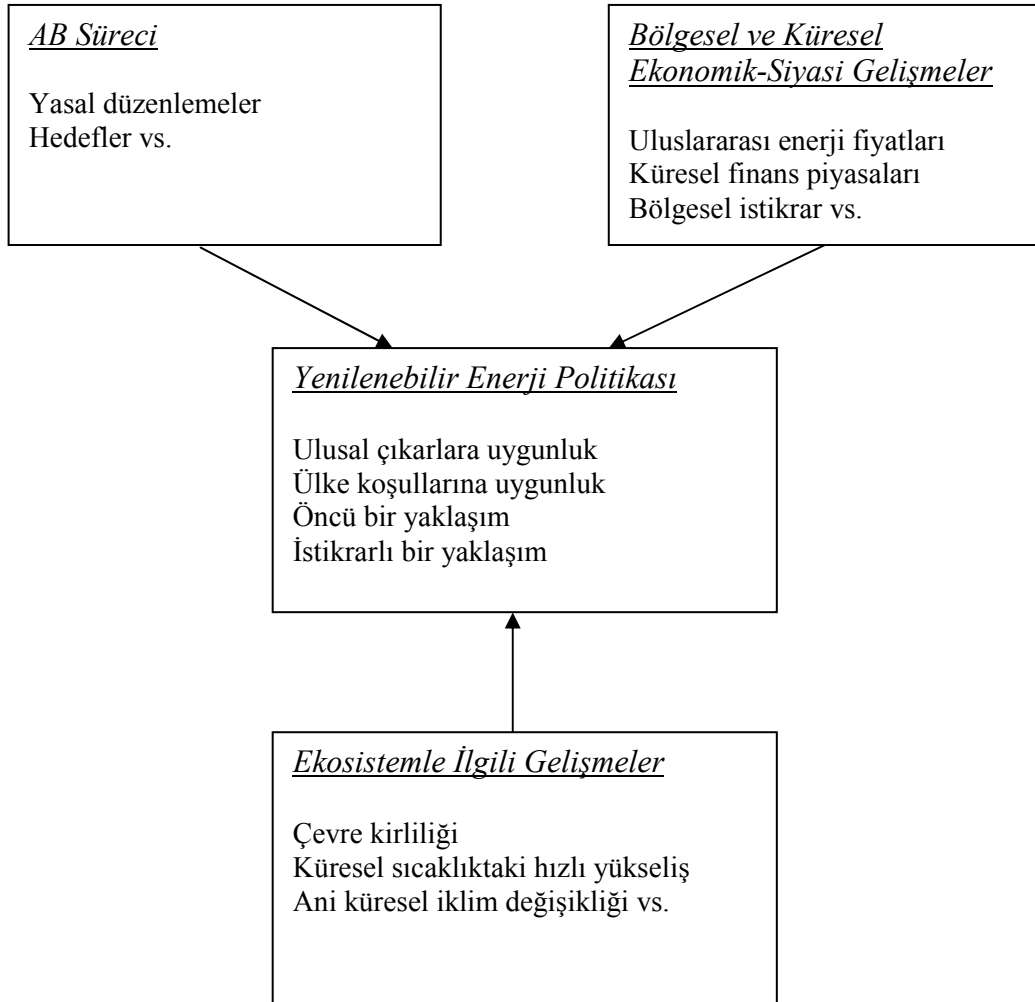 AB Süreci
Yasal düzenlemeler
Hedefler vs.
Bölgesel ve Küresel
Ekonomik-Siyasi Gelişmeler
Uluslararası enerji fiyatları
Küresel finans piyasaları
Bölgesel istikrar vs.
Yenilenebilir Enerji Politikası
Ulusal çıkarlara uygunluk
Ülke koşullarına uygunluk
Öncü bir yaklaşım
İstikrarlı bir yaklaşım
Ekosistemle İlgili Gelişmeler
Çevre kirliliği
Küresel sıcaklıktaki hızlı yükseliş
Ani küresel iklim değişikliği vs.